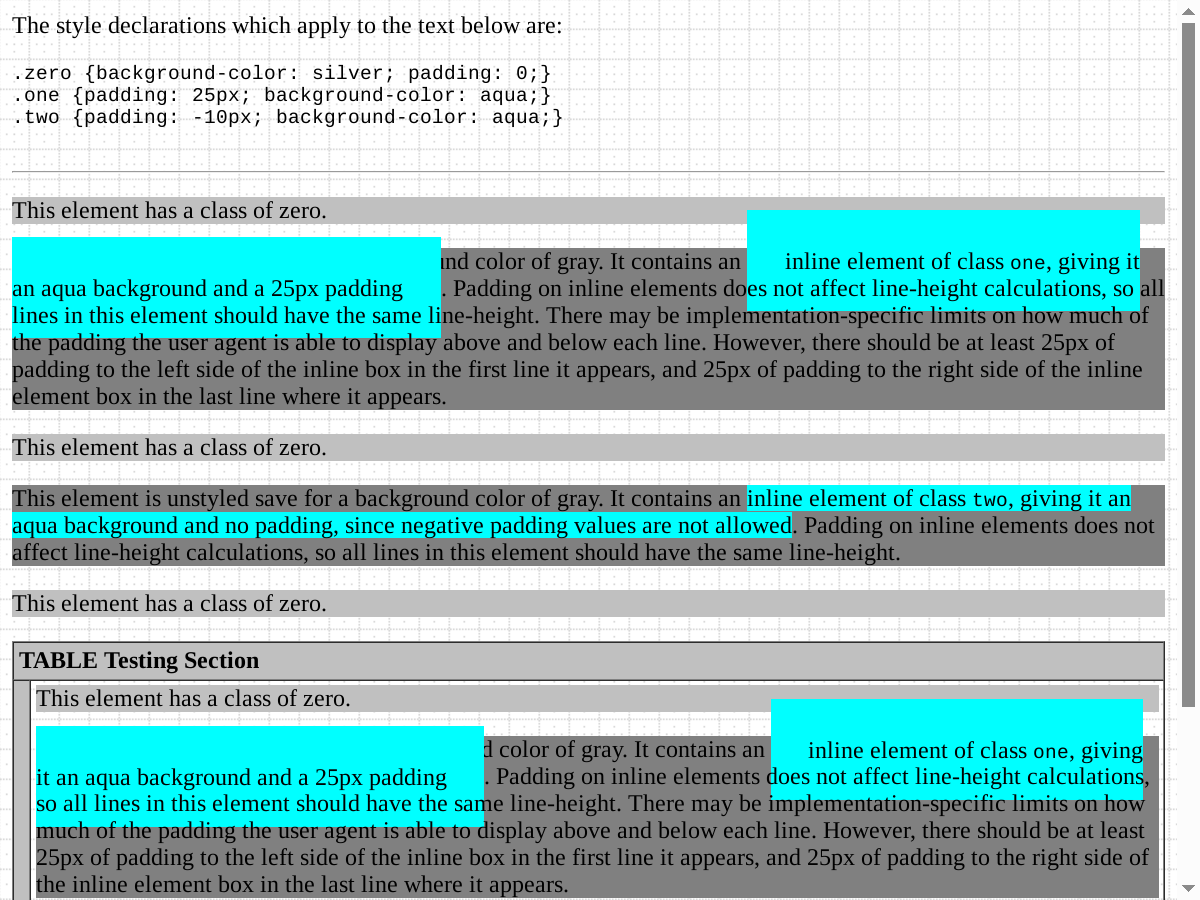 The style declarations which apply to the text below are:
.zero {background-color: silver; padding: 0;}
.one {padding: 25px; background-color: aqua;}
.two {padding: -10px; background-color: aqua;}
This element has a class of zero.
nd color of gray. It contains an inline element of class one, giving it
an aqua background and a 25px padding. Padding on inline elements does not affect line-height calculations, so all
lines in this element should have the same line-height. There may be implementation-specific limits on how much of
the padding the user agent is able to display above and below each line. However, there should be at least 25px of
padding to the left side of the inline box in the first line it appears, and 25px of padding to the right side of the inline
element box in the last line where it appears.
This element has a class of zero.
This element is unstyled save for a background color of gray. It contains an inline element of class two, giving it an
aqua background and no padding, since negative padding values are not allowed. Padding on inline elements does not
affect line-height calculations, so all lines in this element should have the same line-height.
This element has a class of zero.
TABLE Testing Section
This element has a class of zero.
d color of gray. It contains an inline element of class one, giving
it an aqua background and a 25px padding. Padding on inline elements does not affect line-height calculations,
so all lines in this element should have the same line-height. There may be implementation-specific limits on how
much of the padding the user agent is able to display above and below each line. However, there should be at least
25px of padding to the left side of the inline box in the first line it appears, and 25px of padding to the right side of
the inline element box in the last line where it appears.